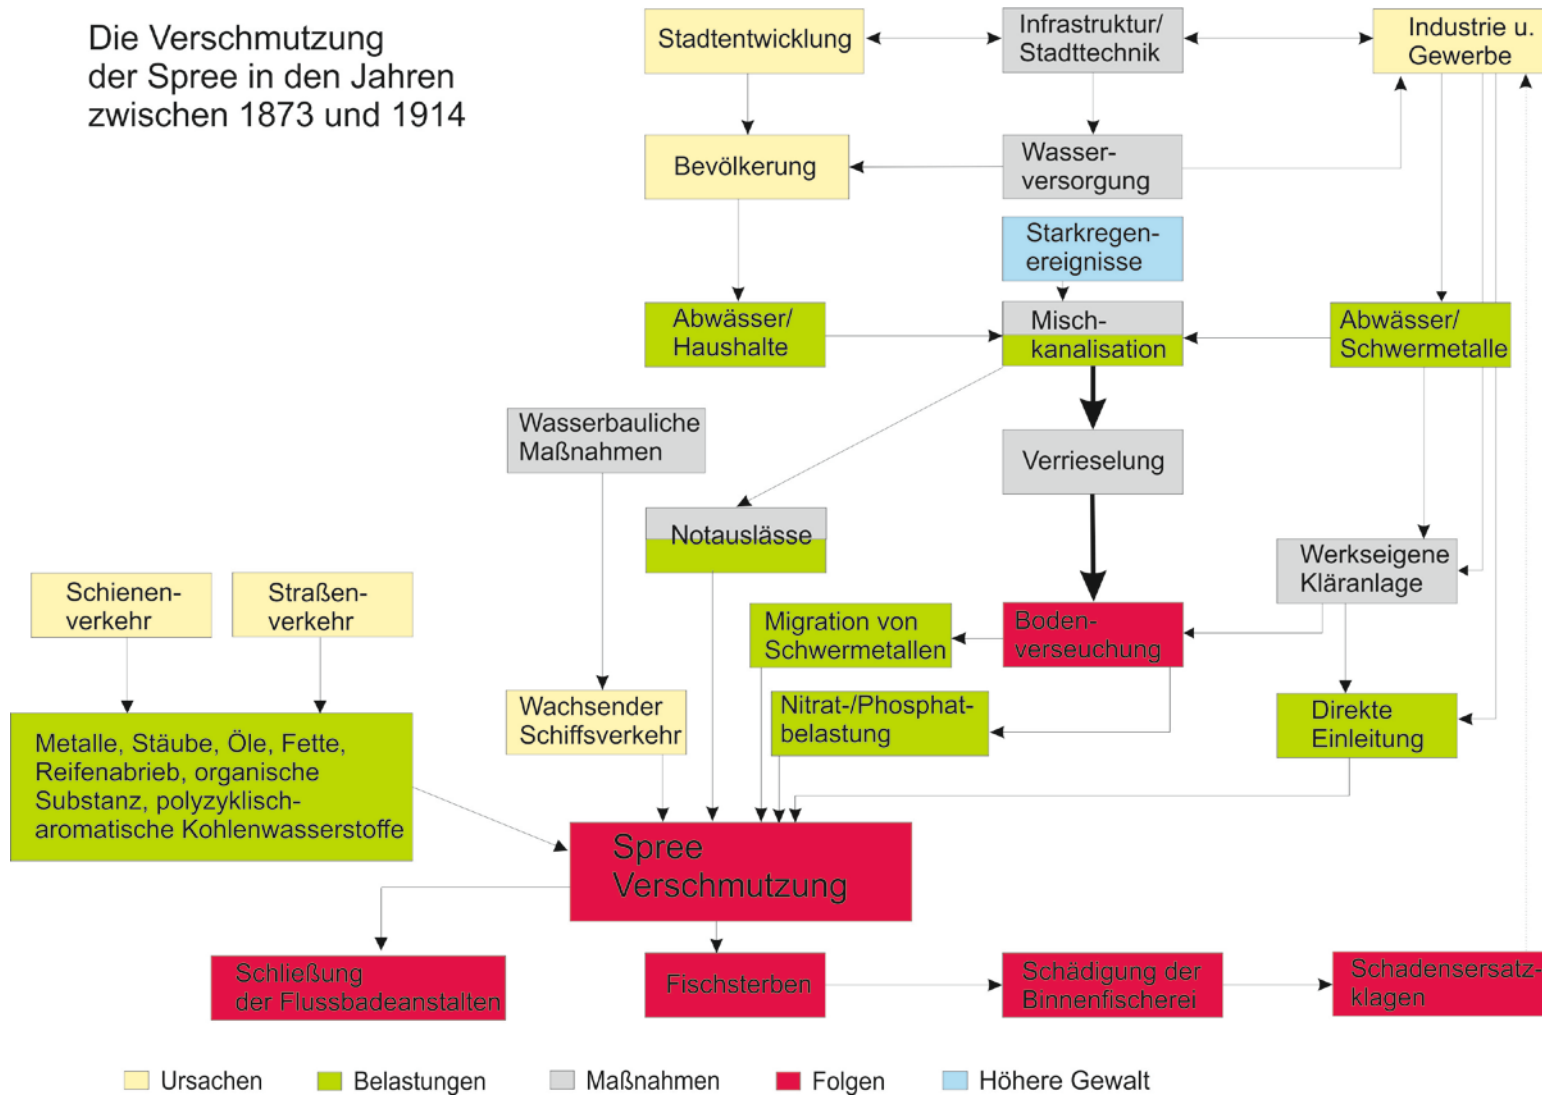 Die Verschmutzung
der Spree in den Jahren
zwischen 1873 und 1914
Stadtentwicklung
Infrastruktur/
Stadttechnik
Industrie u.
Gewerbe
Bevölkerung
Wasser-
versorgung
Starkregen-
ereignisse
Abwässer/
Haushalte
Misch-
kanalisation
Abwässer/
Schwermetalle
Wasserbauliche
Maßnahmen
Verrieselung
Notauslässe
Werkseigene
Kläranlage
Schienen-
verkehr
Straßen-
verkehr
Migration von
Schwermetallen
Boden-
verseuchung
Wachsender
Schiffsverkehr
Nitrat-/Phosphat-
belastung
Direkte
Einleitung
Metalle, Stäube, Öle, Fette,
Reifenabrieb, organische
Substanz, polyzyklisch-
aromatische Kohlenwasserstoffe
Spree
Verschmutzung
Schließung
der Flussbadeanstalten
Fischsterben
Schädigung der
Binnenfischerei
Schadensersatz-
klagen
Ursachen
Belastungen
Maßnahmen
Folgen
Höhere Gewalt